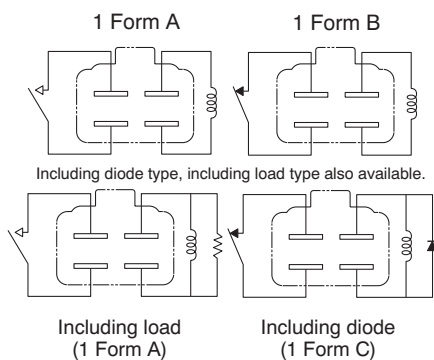 1 Form A
1 Form B
Including diode type, including load type also available.
Including load
(1 Form A)
Including diode
(1 Form C)